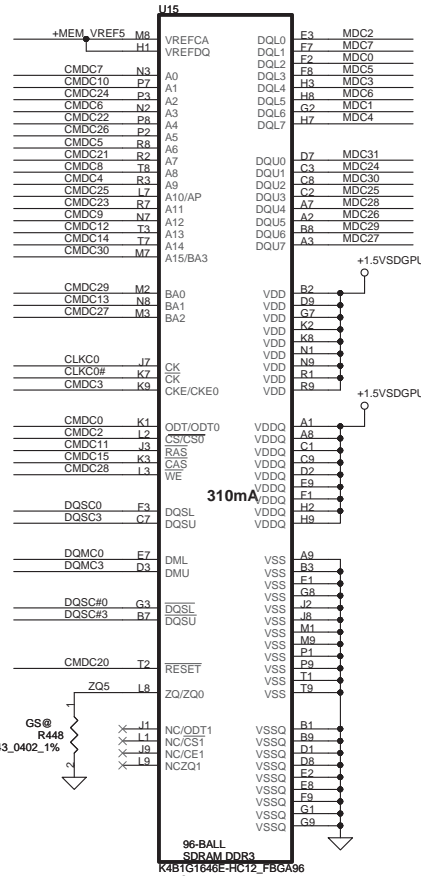 U15
+MEM_VREF5 M8 VREFCA DQL0 E3 MDC2
H1 VREFDQ DQL1 F7 MDC7
DQL2 F2 MDC0
CMDC7 N3 A0 DQL3 F8 MDC5
CMDC10 P7 A1 DQL4 H3 MDC3
CMDC24 P3 A2 DQL5 H8 MDC6
CMDC6 N2 A3 DQL6 G2 MDC1
CMDC22 P8 A4 DQL7 H7 MDC4
CMDC26 P2 A5
CMDC5 R8 A6
CMDC21 R2 A7 DQU0 D7 MDC31
CMDC8 T8 A8 DQU1 C3 MDC24
CMDC4 R3 A9 DQU2 C8 MDC30
CMDC25 L7 A10/AP DQU3 C2 MDC25
CMDC23 R7 A11 DQU4 A7 MDC28
CMDC9 N7 A12 DQU5 A2 MDC26
CMDC12 T3 A13 DQU6 B8 MDC29
CMDC14 T7 A14 DQU7 A3 MDC27
CMDC30 M7 A15/BA3
+1.5VSDGPU
CMDC29 M2 BA0 VDD B2
CMDC13 N8 BA1 VDD D9
CMDC27 M3 BA2 VDD G7
VDD K2
VDD K8
VDD N1
CLKC0 J7 CK VDD N9
CLKC0# K7 CK VDD R1
CMDC3 K9 CKE/CKE0 VDD R9
+1.5VSDGPU
CMDC0 K1 ODT/ODT0 VDDQ A1
CMDC2 L2 CS/CS0 VDDQ A8
CMDC11 J3 RAS VDDQ C1
CMDC15 K3 CAS VDDQ C9
CMDC28 L3 WE VDDQ D2
310mA VDDQ E9
DQSC0 F3 DQSL VDDQ F1
DQSC3 C7 DQSU VDDQ H2
VDDQ H9
DQMC0 E7 DML VSS A9
DQMC3 D3 DMU VSS B3
VSS E1
VSS G8
DQSC#0 G3 DQSL VSS J2
DQSC#3 B7 DQSU VSS J8
VSS M1
VSS M9
VSS P1
CMDC20 T2 RESET VSS P9
VSS T1
ZQ5 L8 ZQ/ZQ0 VSS T9
1
GS@
R448
43_0402_1%
2
J1 NC/ODT1 VSSQ B1
L1 NC/CS1 VSSQ B9
J9 NC/CE1 VSSQ D1
L9 NCZQ1 VSSQ D8
VSSQ E2
VSSQ E8
VSSQ F9
VSSQ G1
VSSQ G9
96-BALL
SDRAM DDR3
K4B1G1646E-HC12_FBGA96